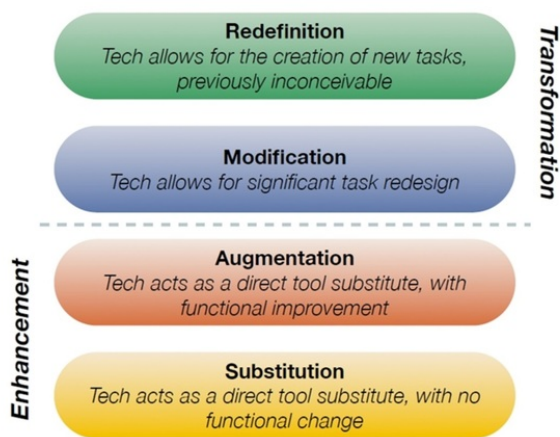 Redefinition
Tech allows for the creation of new tasks,
previously inconceivable
Transformation
Modification
Tech allows for significant task redesign
Augmentation
Tech acts as a direct tool substitute, with
functional improvement
Enhancement
Substitution
Tech acts as a direct tool substitute, with no
functional change